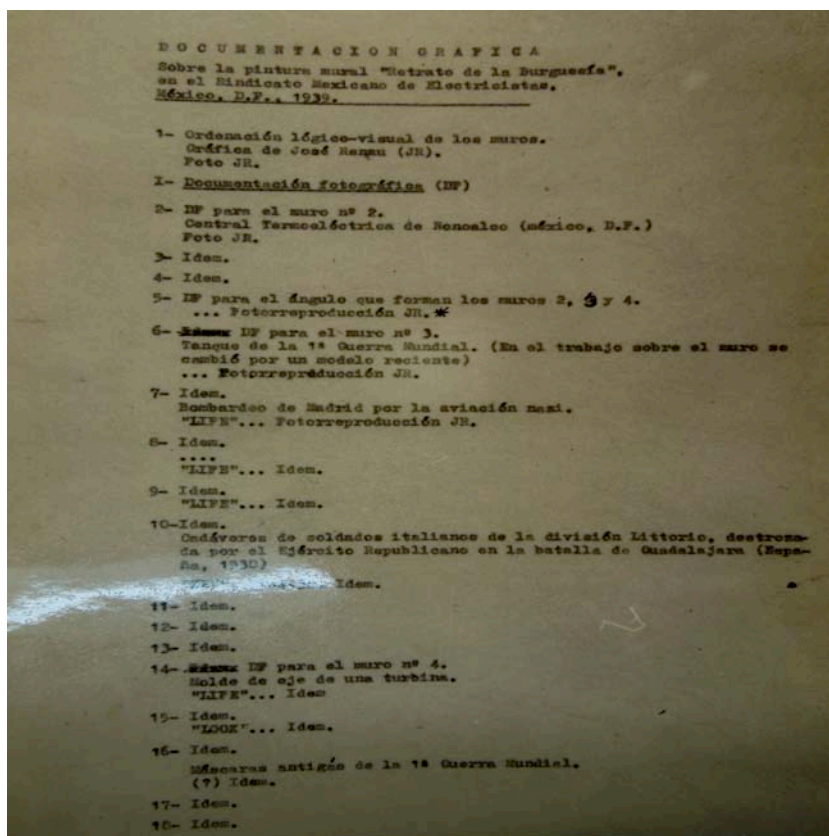 D O C U M E N T A C I O N  G R A F I C A
Sobre la pintura mural "Retrato de la Burguesía",
en el Sindicato Mexicano de Electricistas.
México, D.F., 1939.
1- Ordenación lógico-visual de los muros.
Gráfica de José Renau (JR).
Foto JR.
I- Documentación fotográfica (DF)
2- DF para el muro nº 2.
Central Termoeléctrica de Nonoalco (méxico, D.F.)
Foto JR.
3- Idem.
4- Idem.
5- DF para el ángulo que forman los muros 2, 3 y 4.
... Fotorreproducción JR.*
6- DF para el muro nº 3.
Tanque de la 1ª Guerra Mundial. (En el trabajo sobre el muro se
cambió por un modelo reciente)
... Fotorreproducción JR.
7- Idem.
Bombardeo de Madrid por la aviación nazi.
"LIFE"... Fotorreproducción JR.
8- Idem.
....
"LIFE"... Idem.
9- Idem.
"LIFE"... Idem.
10-Idem.
Cadáveres de soldados italianos de la división Littorio, destroza-
da por el Ejército Republicano en la batalla de Guadalajara (Espa-
ña,
Idem.
11- Idem.
12- Idem.
13- Idem.
14- DF para el muro nº 4.
Molde de eje de una turbina.
"LIFE"... Idem
15- Idem.
"LOOK"... Idem.
16- Idem.
Máscaras antigás de la 1ª Guerra Mundial.
(?) Idem.
17- Idem.
18- Idem.